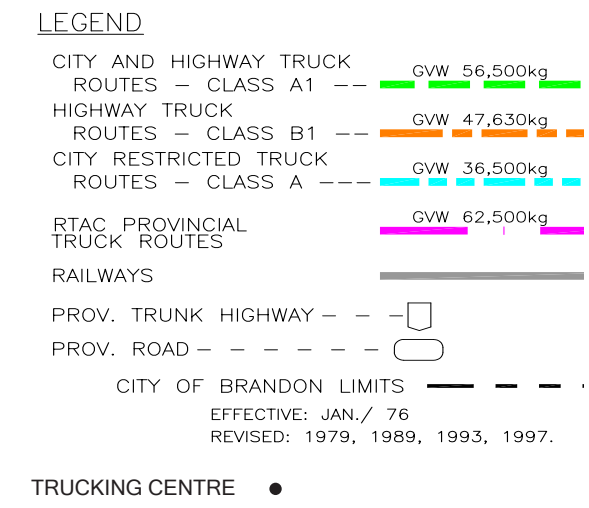 LEGEND
CITY AND HIGHWAY TRUCK
ROUTES – CLASS A1 –– GVW 56,500kg
HIGHWAY TRUCK
ROUTES – CLASS B1 –– GVW 47,630kg
CITY RESTRICTED TRUCK
ROUTES – CLASS A ––– GVW 36,500kg
RTAC PROVINCIAL GVW 62,500kg
TRUCK ROUTES
RAILWAYS
PROV. TRUNK HIGHWAY – – –
PROV. ROAD – – – – – –
CITY OF BRANDON LIMITS
EFFECTIVE: JAN./ 76
REVISED: 1979, 1989, 1993, 1997.
TRUCKING CENTRE ●